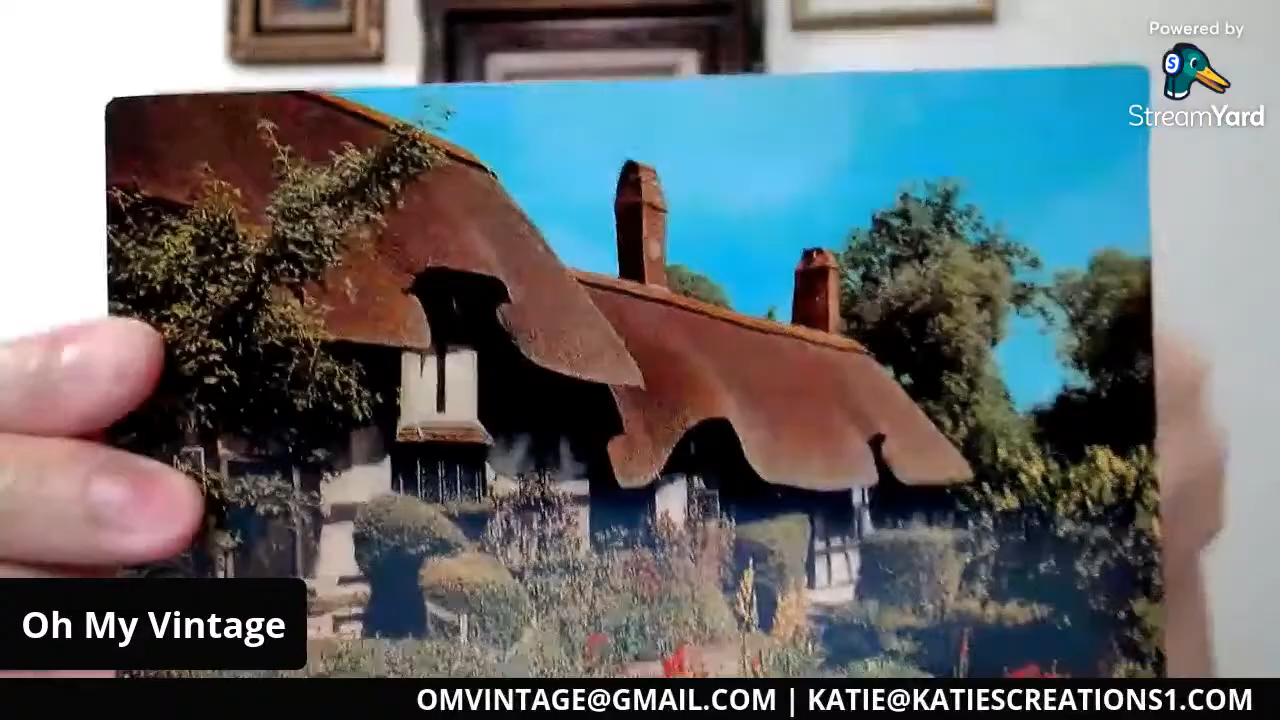 Powered by
S
StreamYard
Oh My Vintage
OMVINTAGE@GMAIL.COM | KATIE@KATIESCREATIONS1.COM